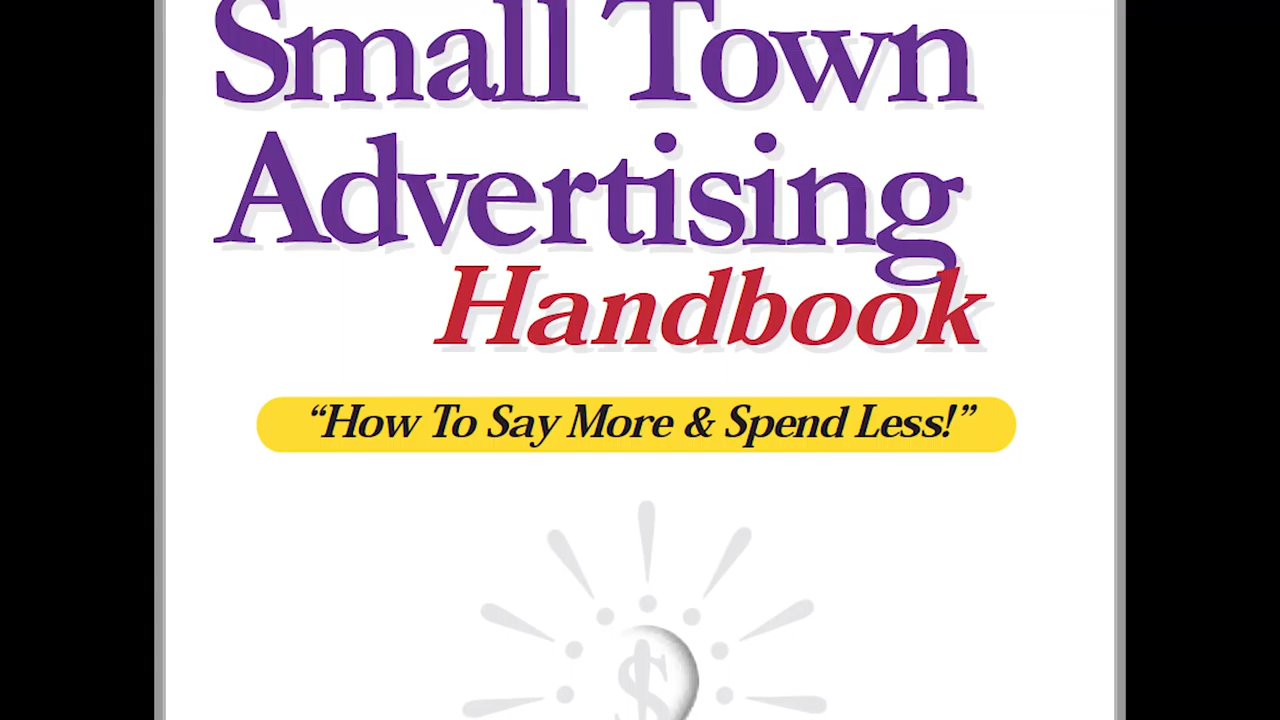 Small Town
Advertising
Handbook
“How To Say More & Spend Less!”
$